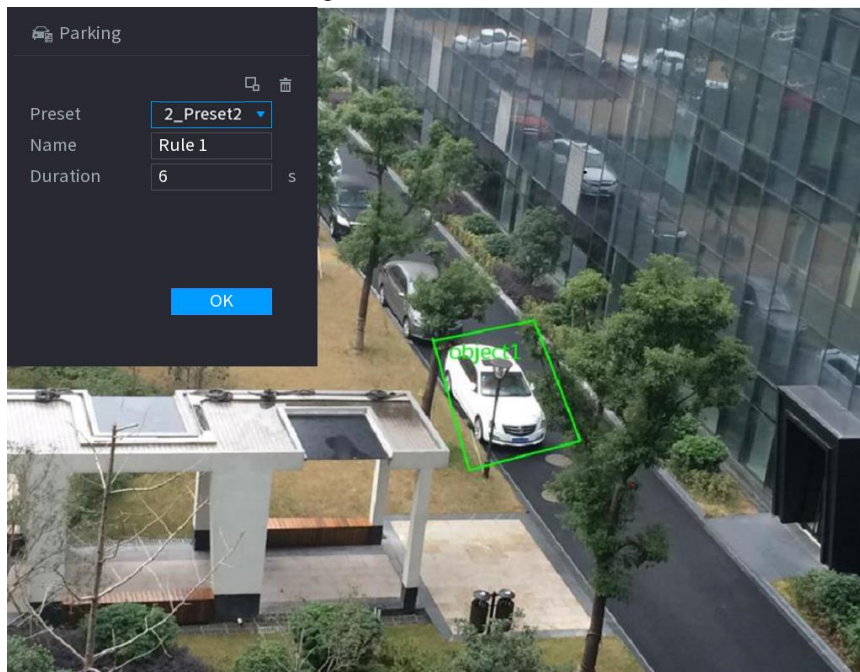 Parking
Preset 2_Preset2
Name Rule 1
Duration 6 s
OK
object1